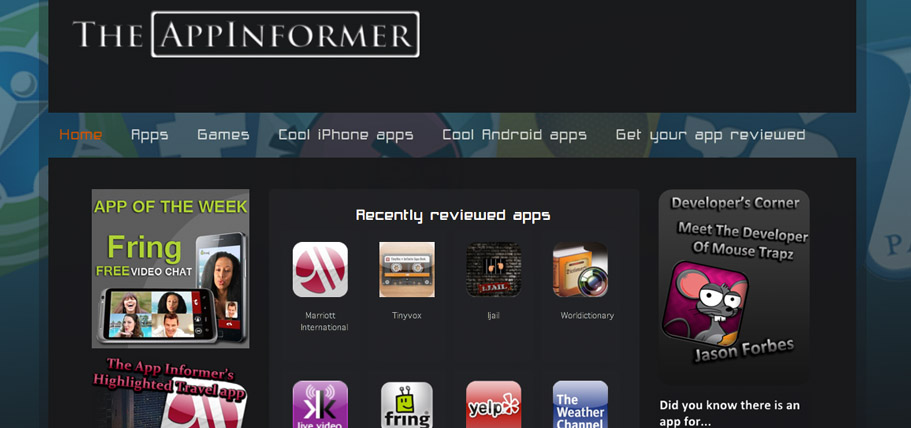 THE APPINFORMER
Home
Apps
Games
Cool iPhone apps
Cool Android apps
Get your app reviewed
APP OF THE WEEK
Fring
FREE VIDEO CHAT
The App Informer's
Highlighted Travel app
Recently reviewed apps
IJAIL
Marriott
International
Tinyvox
Ijail
Worldictionary
live video
fring
yelp
The
Weather
Channel
Developer's Corner
Meet The Developer
Of Mouse Trapz
Jason Forbes
Did you know there is an
app for...